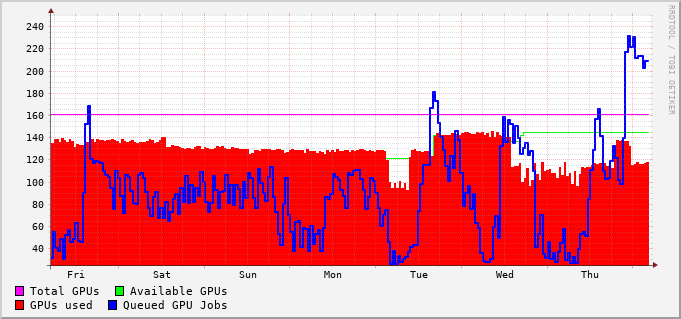 240
220
200
180
160
140
120
100
80
60
40
Fri Sat Sun Mon Tue Wed Thu
Total GPUs Available GPUs
GPUs used Queued GPU Jobs
RRDTOOL / TOBI OETIKER